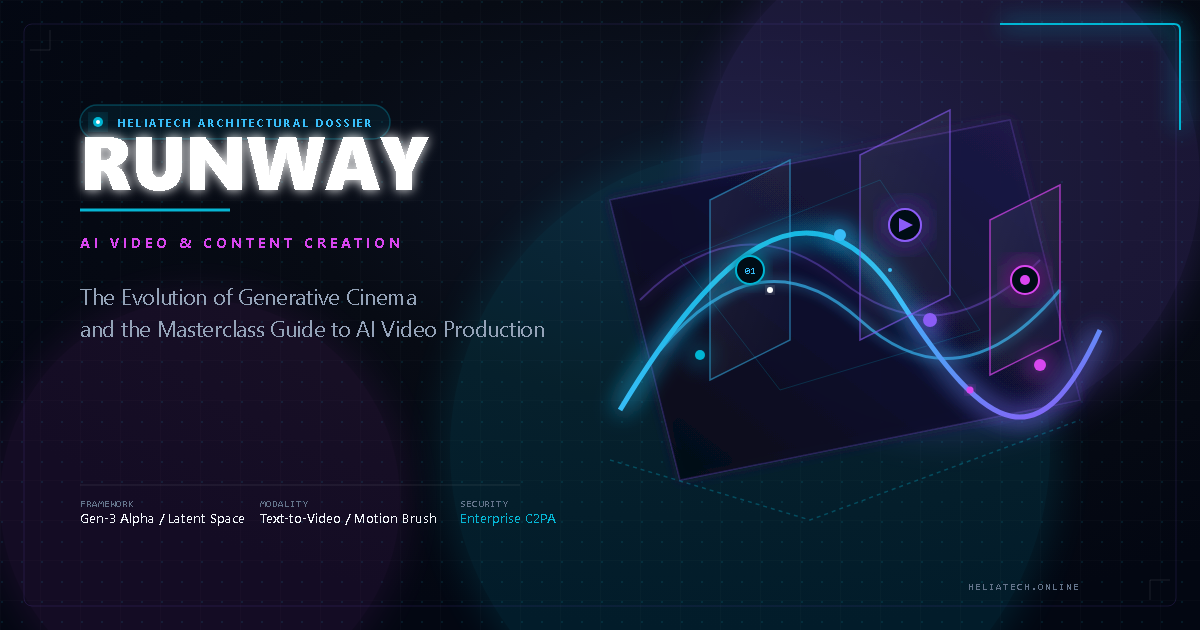 HELIATECH ARCHITECTURAL DOSSIER
RUNWAY
AI VIDEO & CONTENT CREATION
The Evolution of Generative Cinema
and the Masterclass Guide to AI Video Production
01
FRAMEWORK MODALITY SECURITY
Gen-3 Alpha / Latent Space Text-to-Video / Motion Brush Enterprise C2PA
HELIATECH.ONLINE